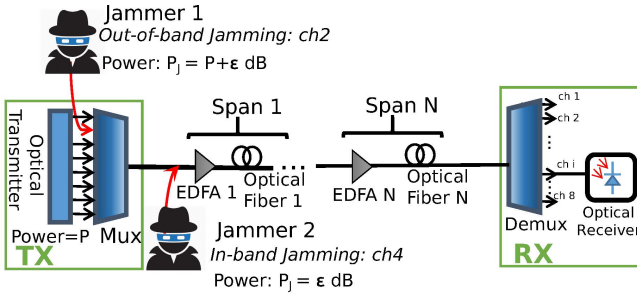 Jammer 1
Out-of-band Jamming: ch2
Power: P_J = P+ε dB
Optical Transmitter
Power=P
Mux
TX
Span 1
EDFA 1
Optical
Fiber 1
Span N
EDFA N
Optical
Fiber N
Jammer 2
In-band Jamming: ch4
Power: P_J = ε dB
ch 1
ch 2
ch i
ch 8
Demux
Optical
Receiver
RX